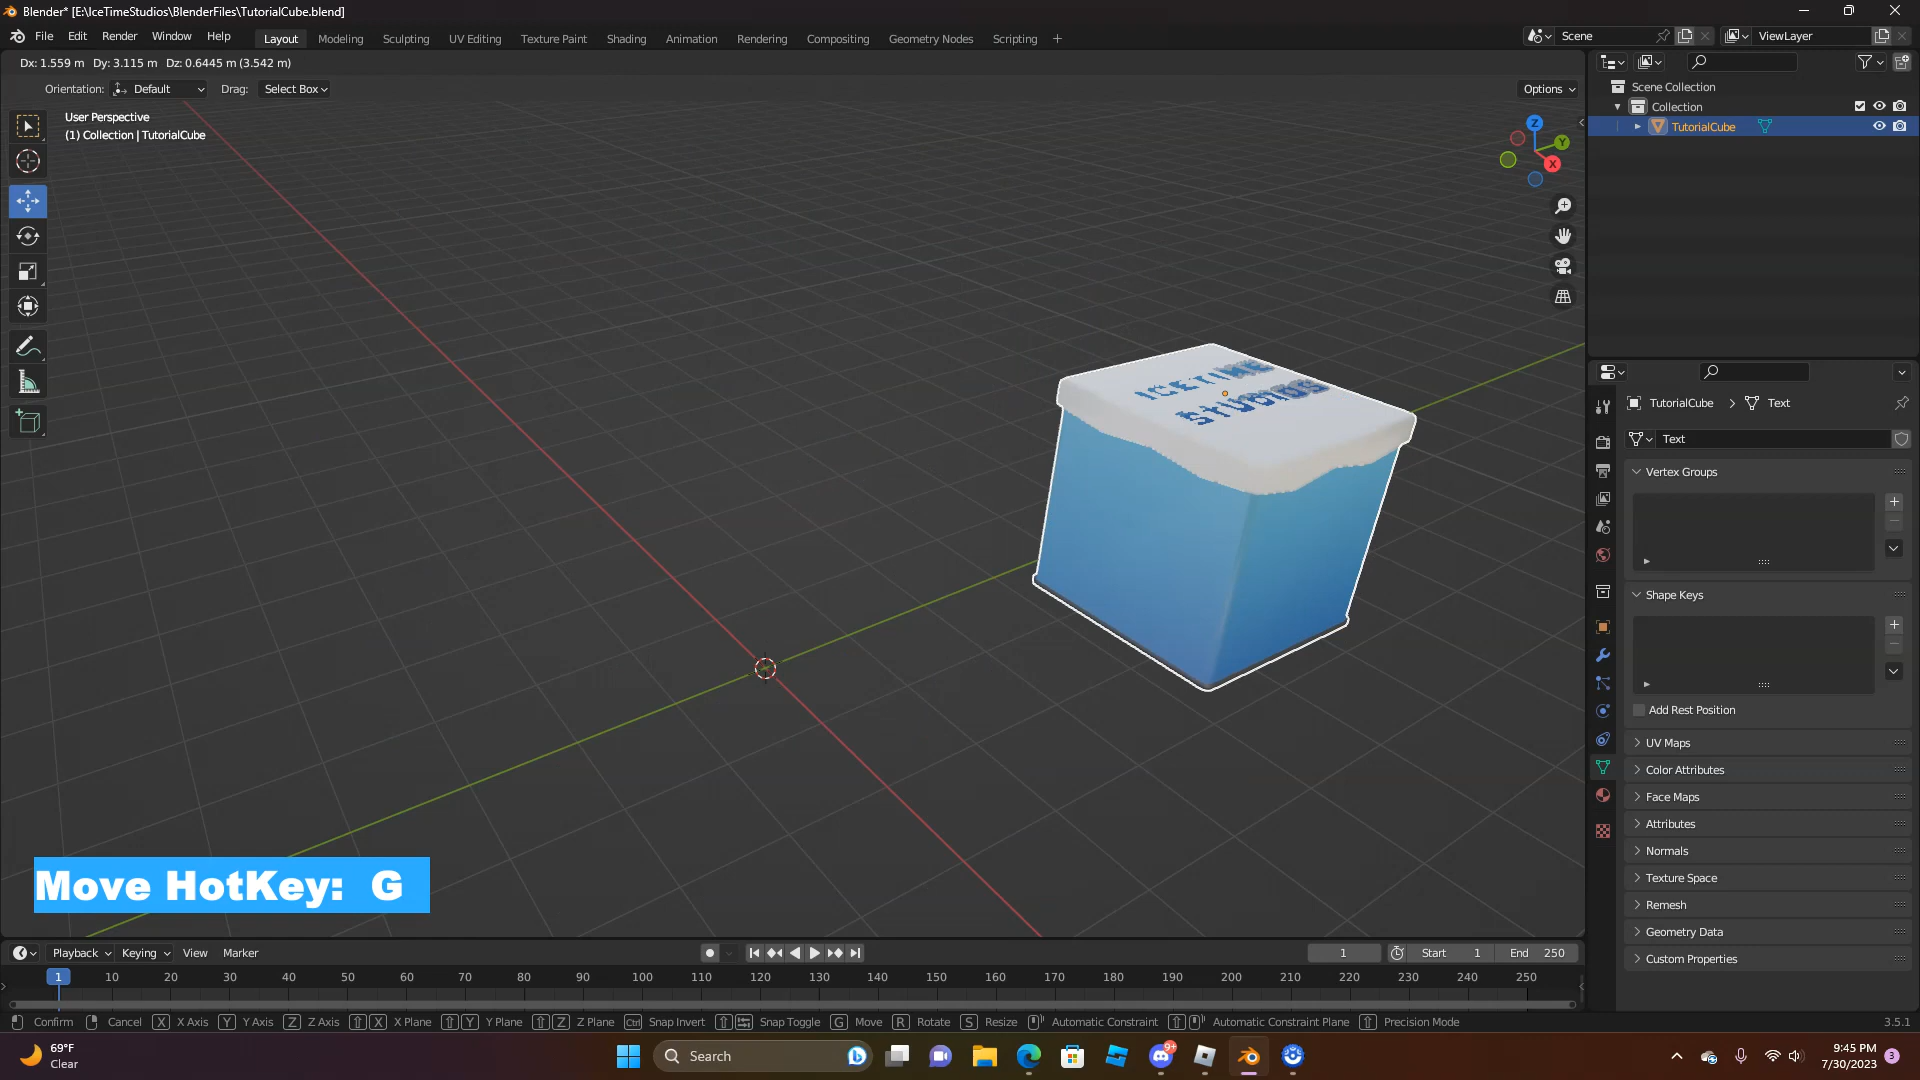 Blender* [E:\IceTimeStudios\BlenderFiles\TutorialCube.blend]
File Edit Render Window Help Layout Modeling Sculpting UV Editing Texture Paint Shading Animation Rendering Compositing Geometry Nodes Scripting Scene ViewLayer
Dx: 1.559 m Dy: 3.115 m Dz: 0.6445 m (3.542 m)
Orientation: Default Drag: Select Box Options
User Perspective
(1) Collection | TutorialCube
Z
Y
X
ICETIME
STUDIOS
Scene Collection
Collection
TutorialCube
TutorialCube > Text
Text
Vertex Groups
Shape Keys
Add Rest Position
UV Maps
Color Attributes
Face Maps
Attributes
Normals
Texture Space
Remesh
Geometry Data
Custom Properties
Move HotKey: G
Playback Keying View Marker 1 Start 1 End 250
1 10 20 30 40 50 60 70 80 90 100 110 120 130 140 150 160 170 180 190 200 210 220 230 240 250
Confirm Cancel X X Axis Y Y Axis Z Z Axis X X Plane Y Y Plane Z Z Plane Ctrl Snap Invert Snap Toggle G Move R Rotate S Resize Automatic Constraint Automatic Constraint Plane Precision Mode 3.5.1
69°F
Clear
Search
9+
9:45 PM
7/30/2023
3